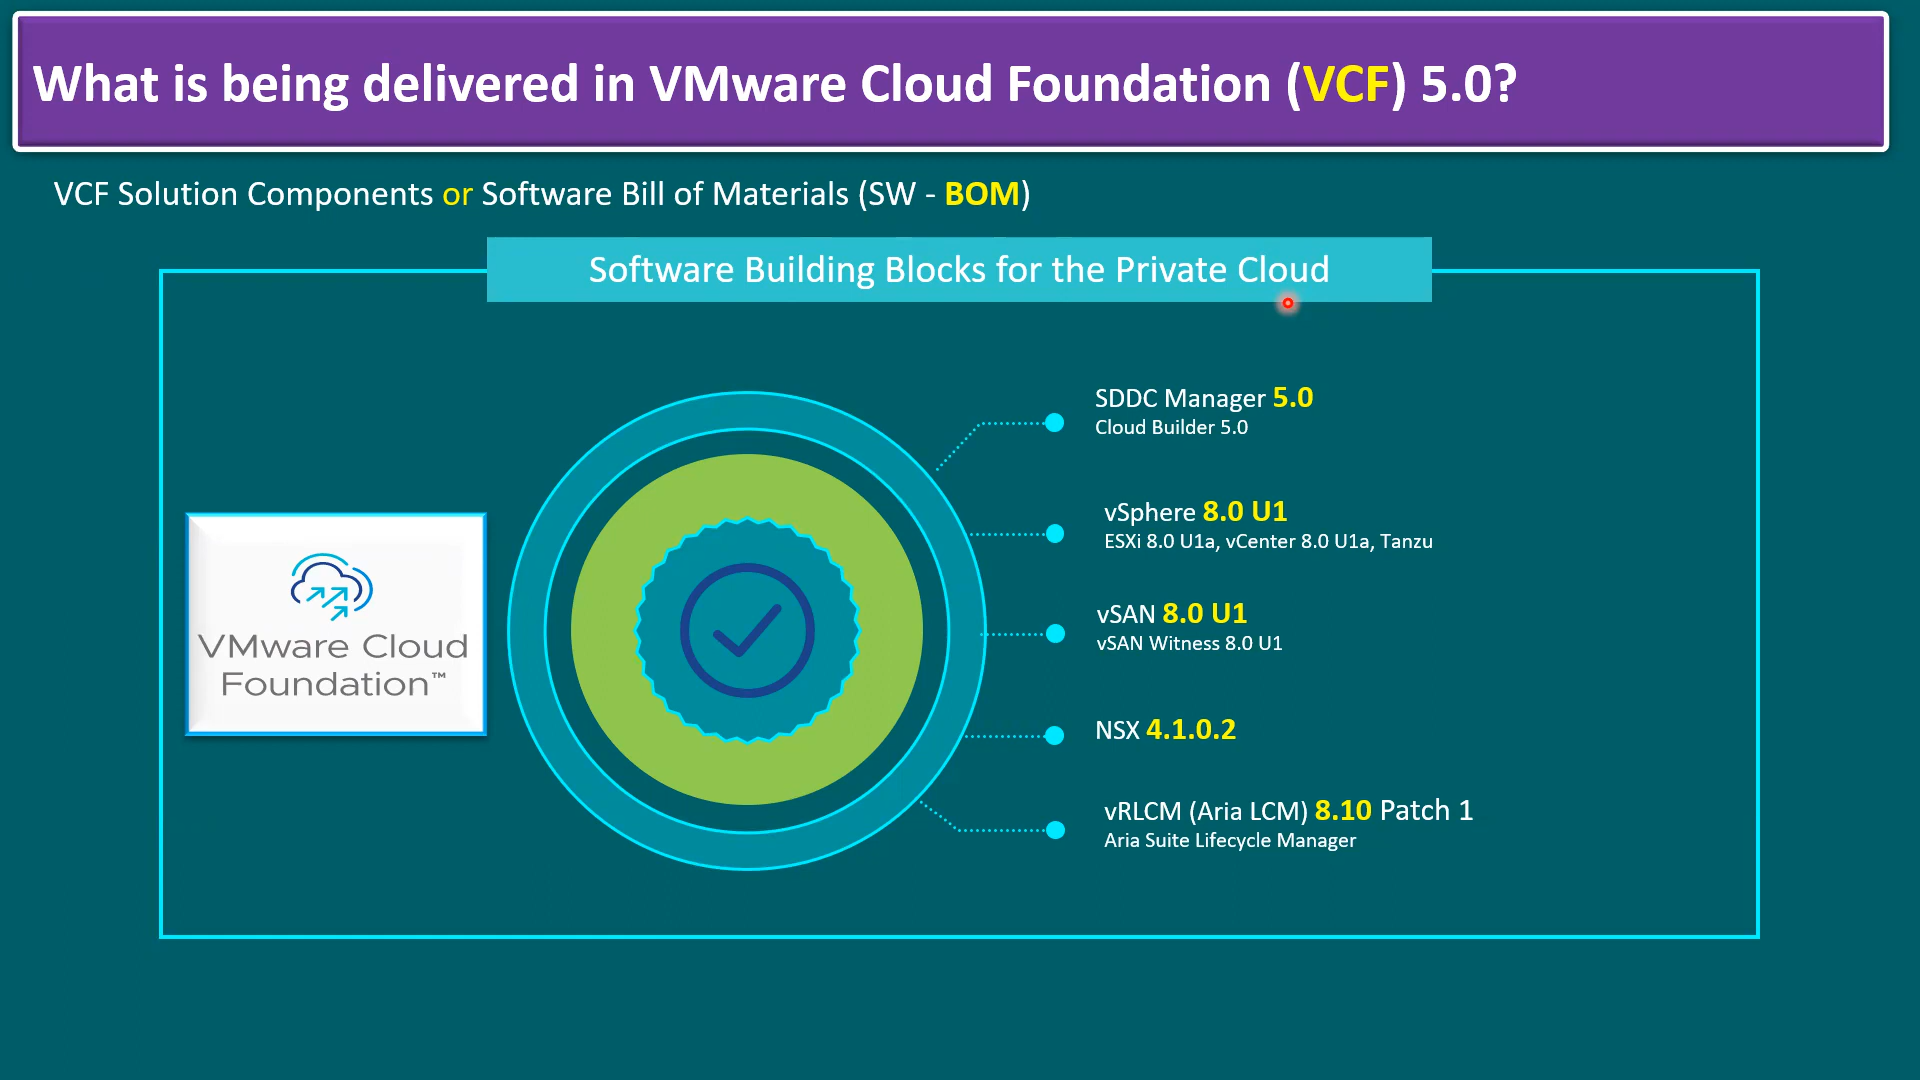 What is being delivered in VMware Cloud Foundation (VCF) 5.0?
VCF Solution Components or Software Bill of Materials (SW - BOM)
Software Building Blocks for the Private Cloud
VMware Cloud
Foundation™
SDDC Manager 5.0
Cloud Builder 5.0
vSphere 8.0 U1
ESXi 8.0 U1a, vCenter 8.0 U1a, Tanzu
vSAN 8.0 U1
vSAN Witness 8.0 U1
NSX 4.1.0.2
vRLCM (Aria LCM) 8.10 Patch 1
Aria Suite Lifecycle Manager